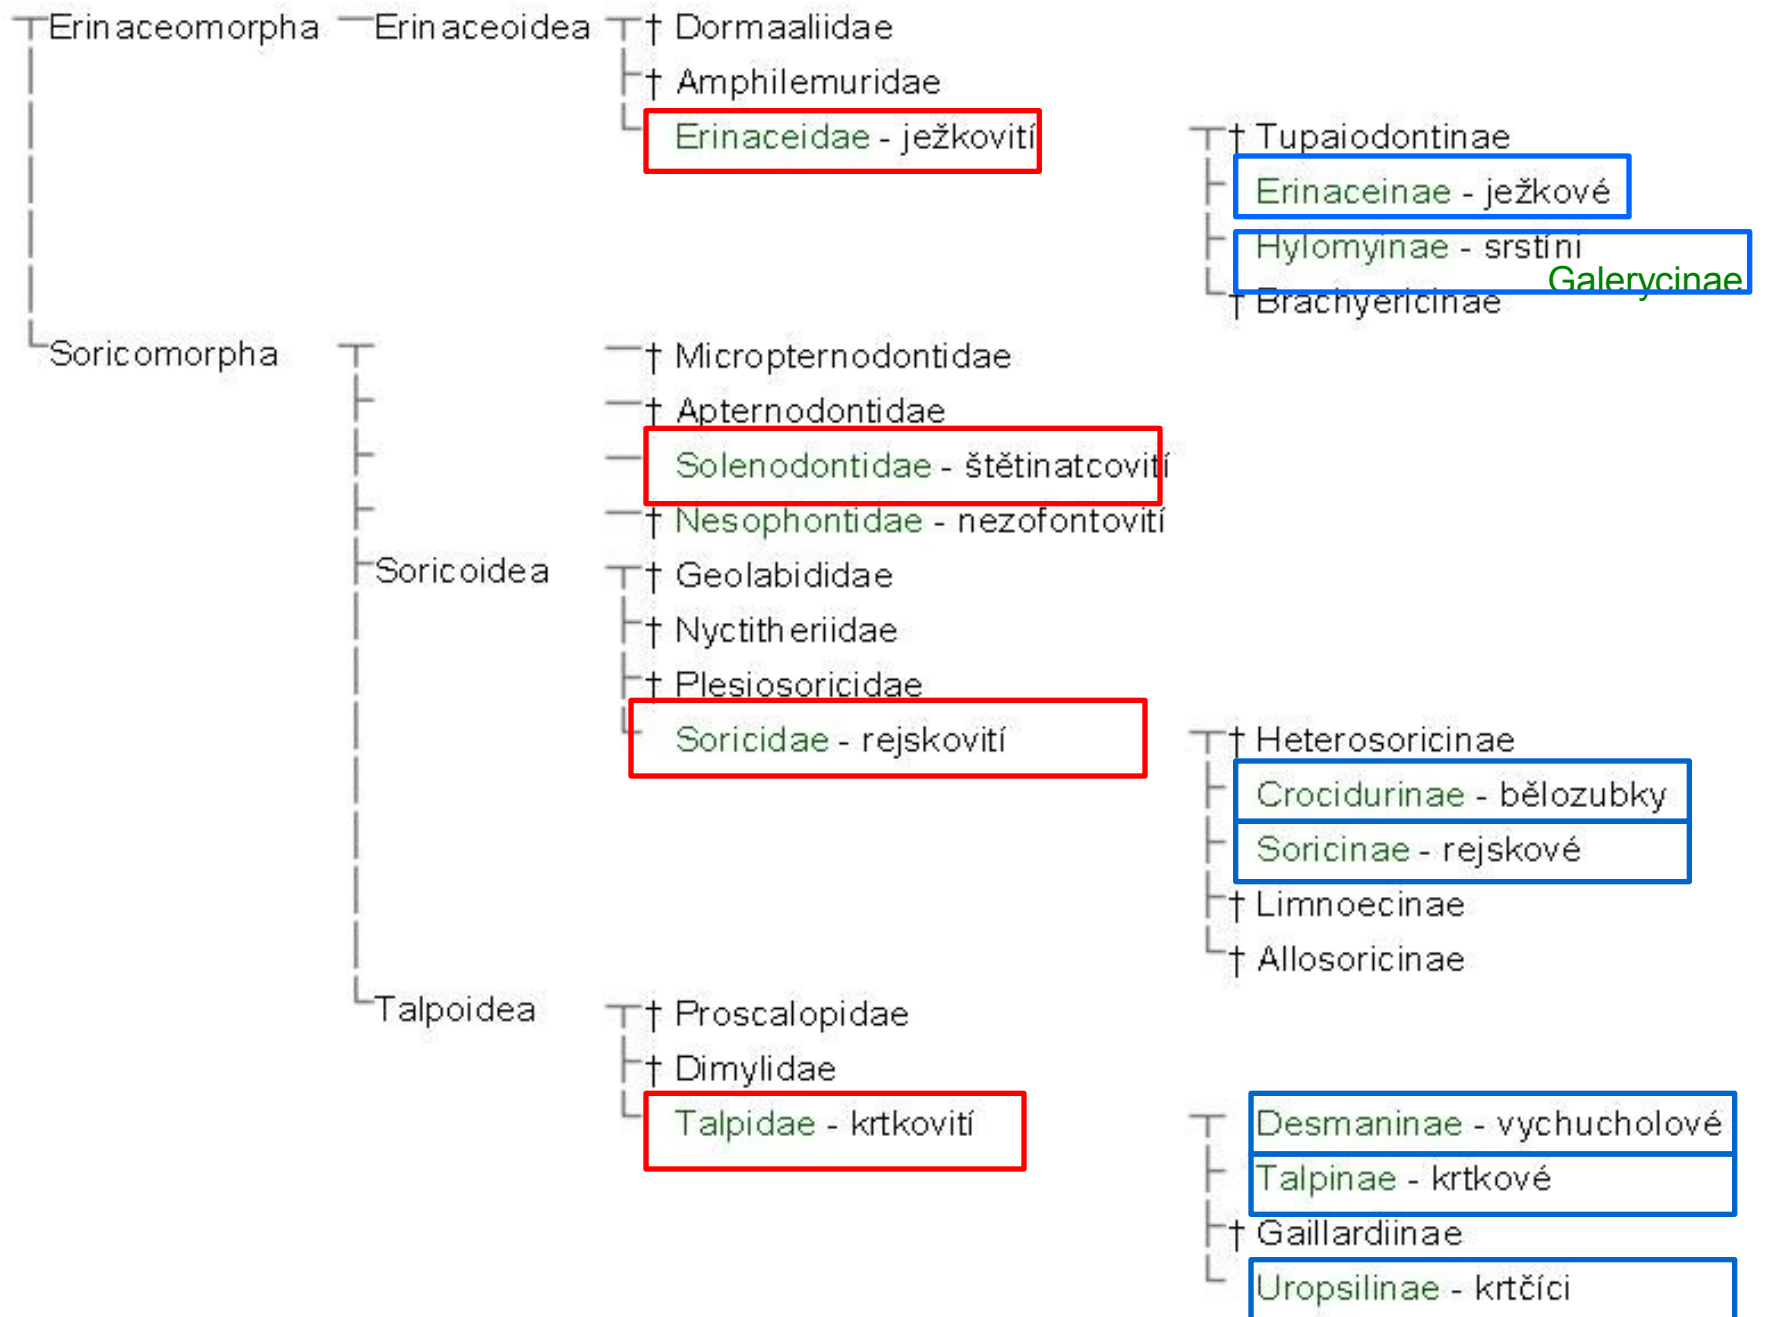 Erinaceomorpha Erinaceoidea † Dormaaliidae
† Amphilemuridae
Erinaceidae - ježkovití † Tupaiodontinae
Erinaceinae - ježkové
Hylomyinae - srstíni
Galerycinae
† Brachyericinae
Soricomorpha † Micropternodontidae
† Apternodontidae
Solenodontidae - štětinatcovití
† Nesophontidae - nezofontovití
Soricoidea † Geolabididae
† Nyctitheriidae
† Plesiosoricidae
Soricidae - rejskovití † Heterosoricinae
Crocidurinae - bělozubky
Soricinae - rejskové
† Limnoecinae
† Allosoricinae
Talpoidea † Proscalopidae
† Dimylidae
Talpidae - krtkovití Desmaninae - vychucholové
Talpinae - krtkové
† Gaillardiinae
Uropsilinae - krtčíci